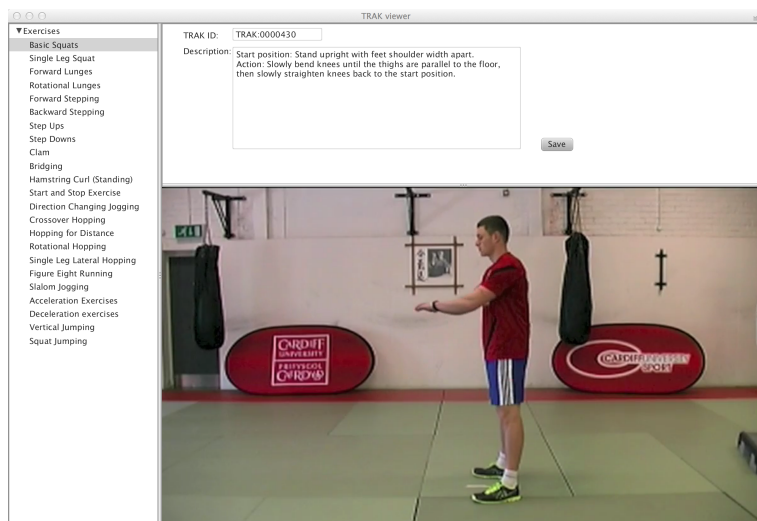 TRAK viewer
Exercises
Basic Squats
Single Leg Squat
Forward Lunges
Rotational Lunges
Forward Stepping
Backward Stepping
Step Ups
Step Downs
Clam
Bridging
Hamstring Curl (Standing)
Start and Stop Exercise
Direction Changing Jogging
Crossover Hopping
Hopping for Distance
Rotational Hopping
Single Leg Lateral Hopping
Figure Eight Running
Slalom Jogging
Acceleration Exercises
Deceleration exercises
Vertical Jumping
Squat Jumping
TRAK ID: TRAK:0000430
Description:
Start position: Stand upright with feet shoulder width apart.
Action: Slowly bend knees until the thighs are parallel to the floor,
then slowly straighten knees back to the start position.
Save
CARDIFF
UNIVERSITY
PRIFYSGOL
CAERDYDD
CARDIFF UNIVERSITY
SPORT